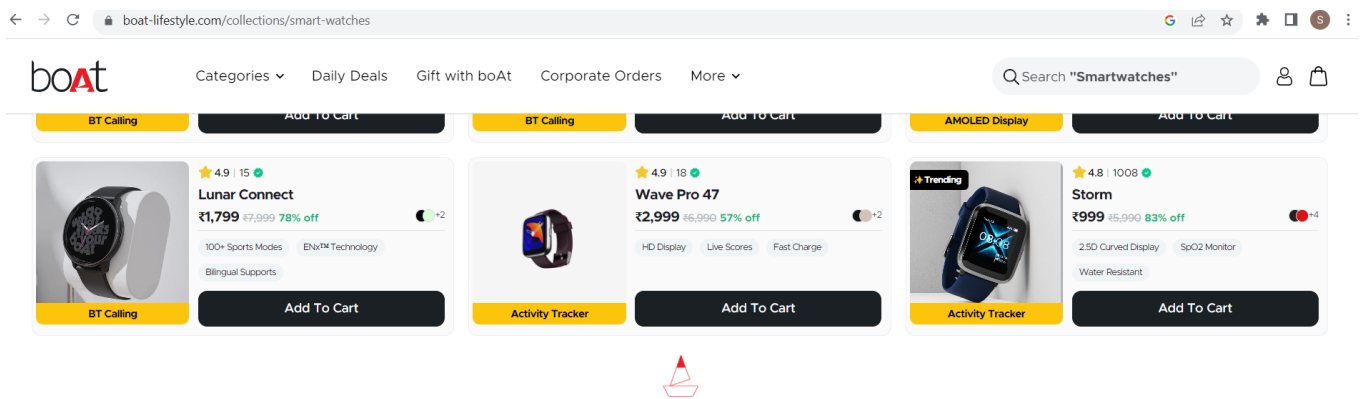 boat-lifestyle.com/collections/smart-watches
S
boAt
Categories
Daily Deals
Gift with boAt
Corporate Orders
More
Search "Smartwatches"
BT Calling
Add To Cart
BT Calling
Add To Cart
AMOLED Display
Add To Cart
4.9 | 15
Lunar Connect
₹1,799 ₹7,999 78% off
+2
100+ Sports Modes
ENx™ Technology
Bilingual Supports
BT Calling
Add To Cart
4.9 | 18
Wave Pro 47
₹2,999 ₹6,990 57% off
+2
HD Display
Live Scores
Fast Charge
Activity Tracker
Add To Cart
Trending
4.8 | 1008
Storm
₹999 ₹5,990 83% off
+4
2.5D Curved Display
SpO2 Monitor
Water Resistant
08:08
Activity Tracker
Add To Cart